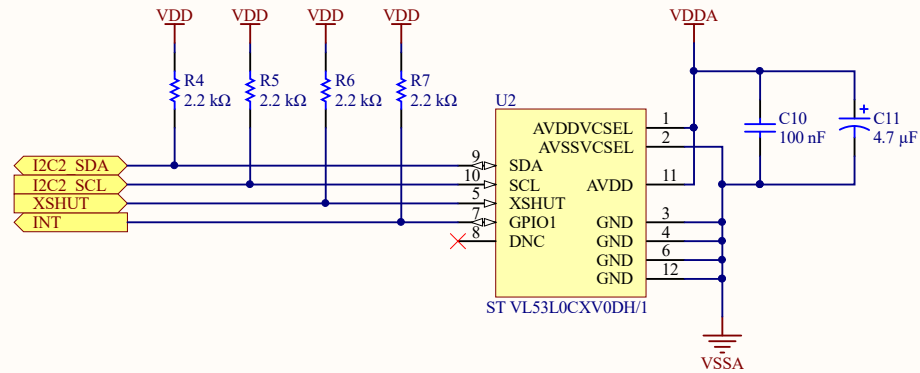 VDD VDD VDD VDD VDDA
R4 R5 R6 R7
2.2 kΩ 2.2 kΩ 2.2 kΩ 2.2 kΩ
U2
C10 C11
100 nF 4.7 µF
AVDDVCSEL 1
AVSSVCSEL 2
I2C2_SDA 9 SDA
I2C2_SCL 10 SCL AVDD 11
XSHUT 5 XSHUT
INT 7 GPIO1 GND 3
8 DNC GND 4
GND 6
GND 12
ST VL53L0CXV0DH/1
VSSA